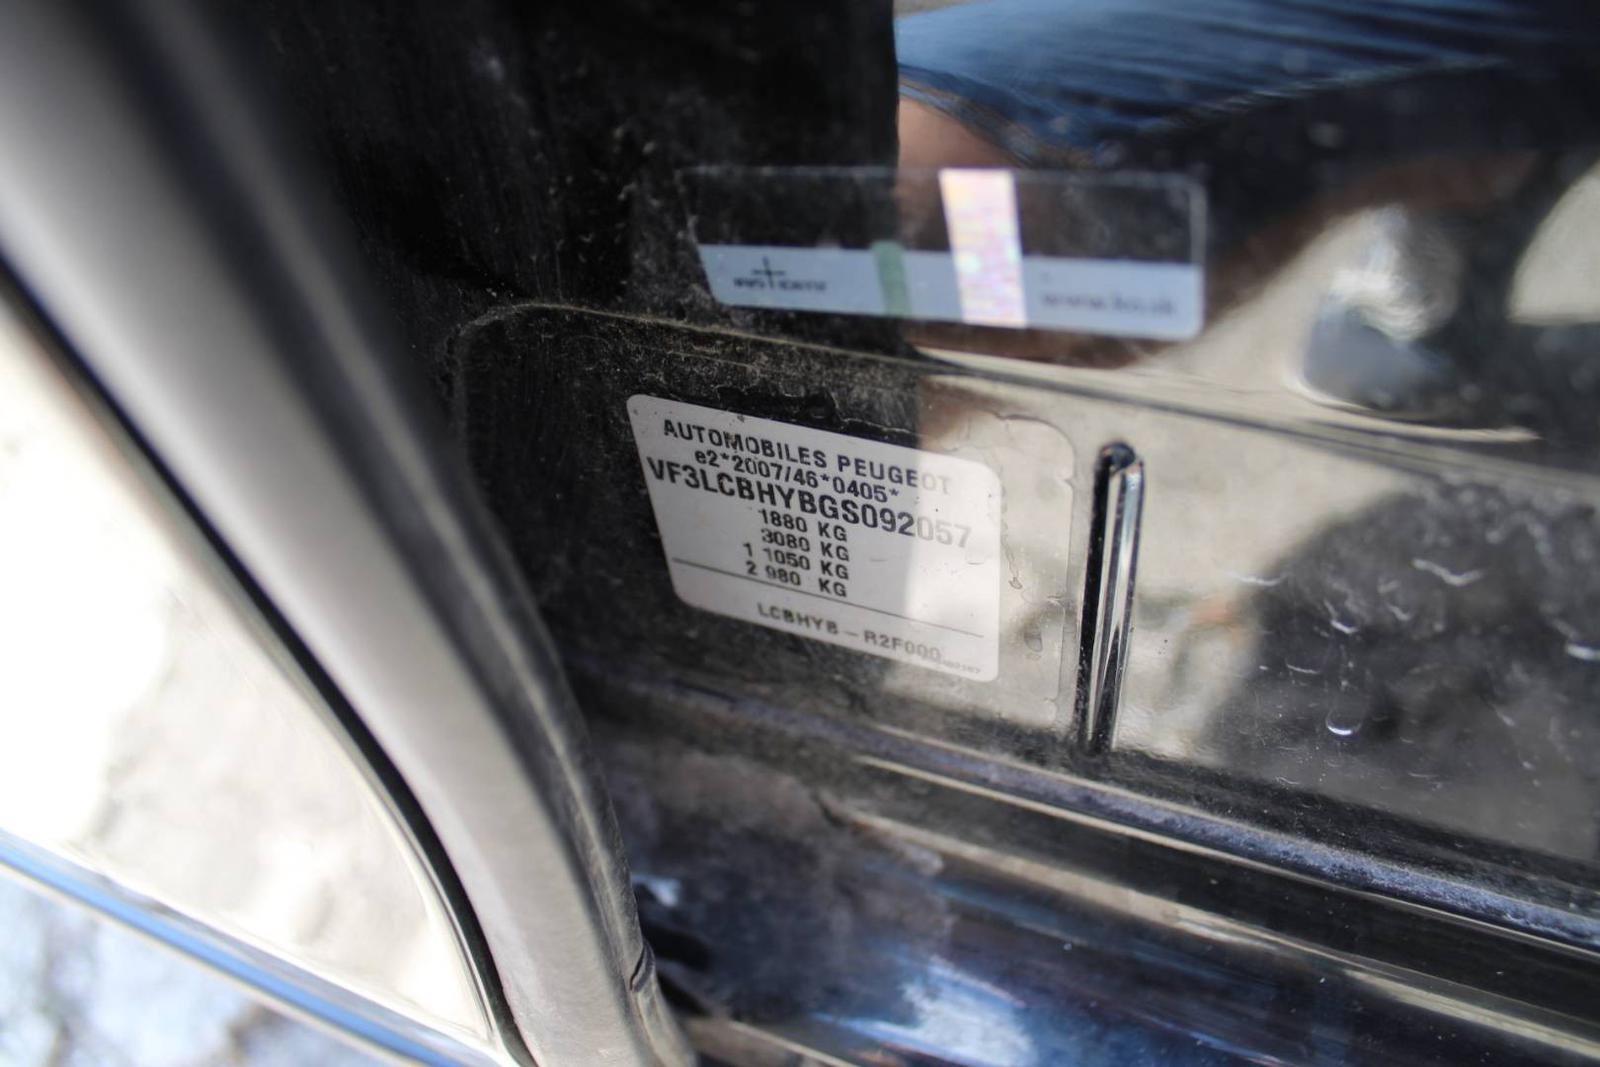 AUTOMOBILES PEUGEOT
e2*2007/46*0405*
VF3LCBHYBGS092057
1880 KG
3080 KG
1 1050 KG
2 980 KG
LCBHYB – R2F000